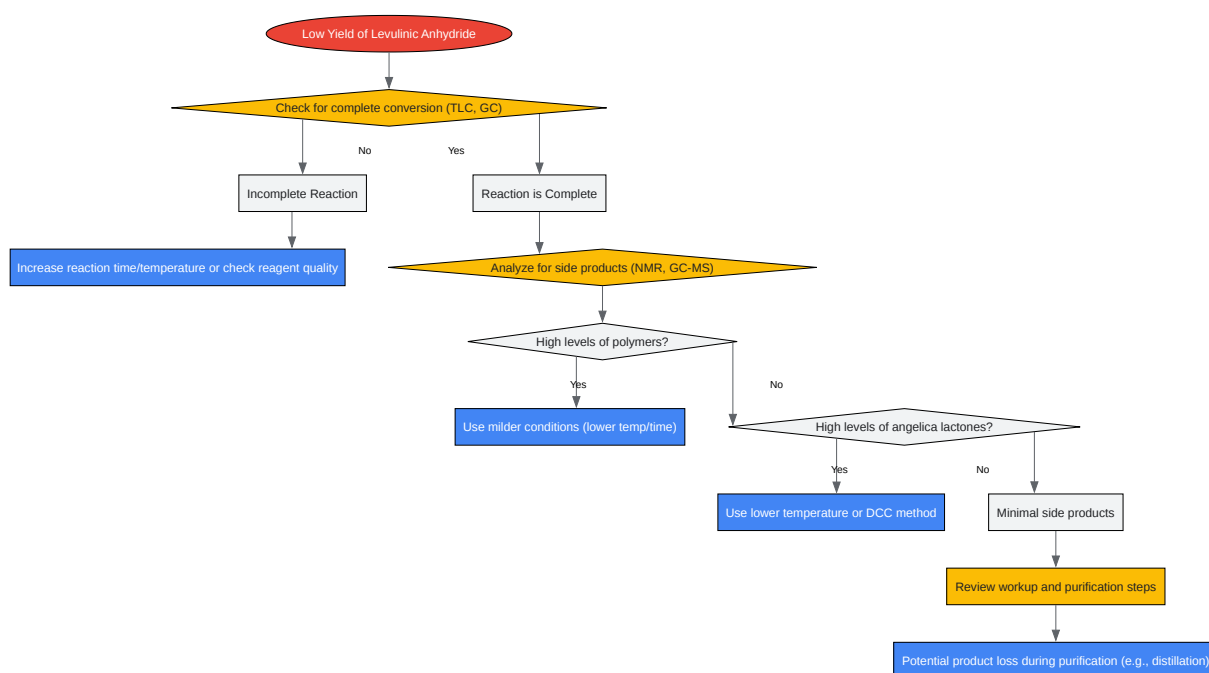 Low Yield of Levulinic Anhydride
Check for complete conversion (TLC, GC)
No
Yes
Incomplete Reaction
Reaction is Complete
Increase reaction time/temperature or check reagent quality
Analyze for side products (NMR, GC-MS)
High levels of polymers?
Yes
No
Use milder conditions (lower temp/time)
High levels of angelica lactones?
Yes
No
Use lower temperature or DCC method
Minimal side products
Review workup and purification steps
Potential product loss during purification (e.g., distillation)